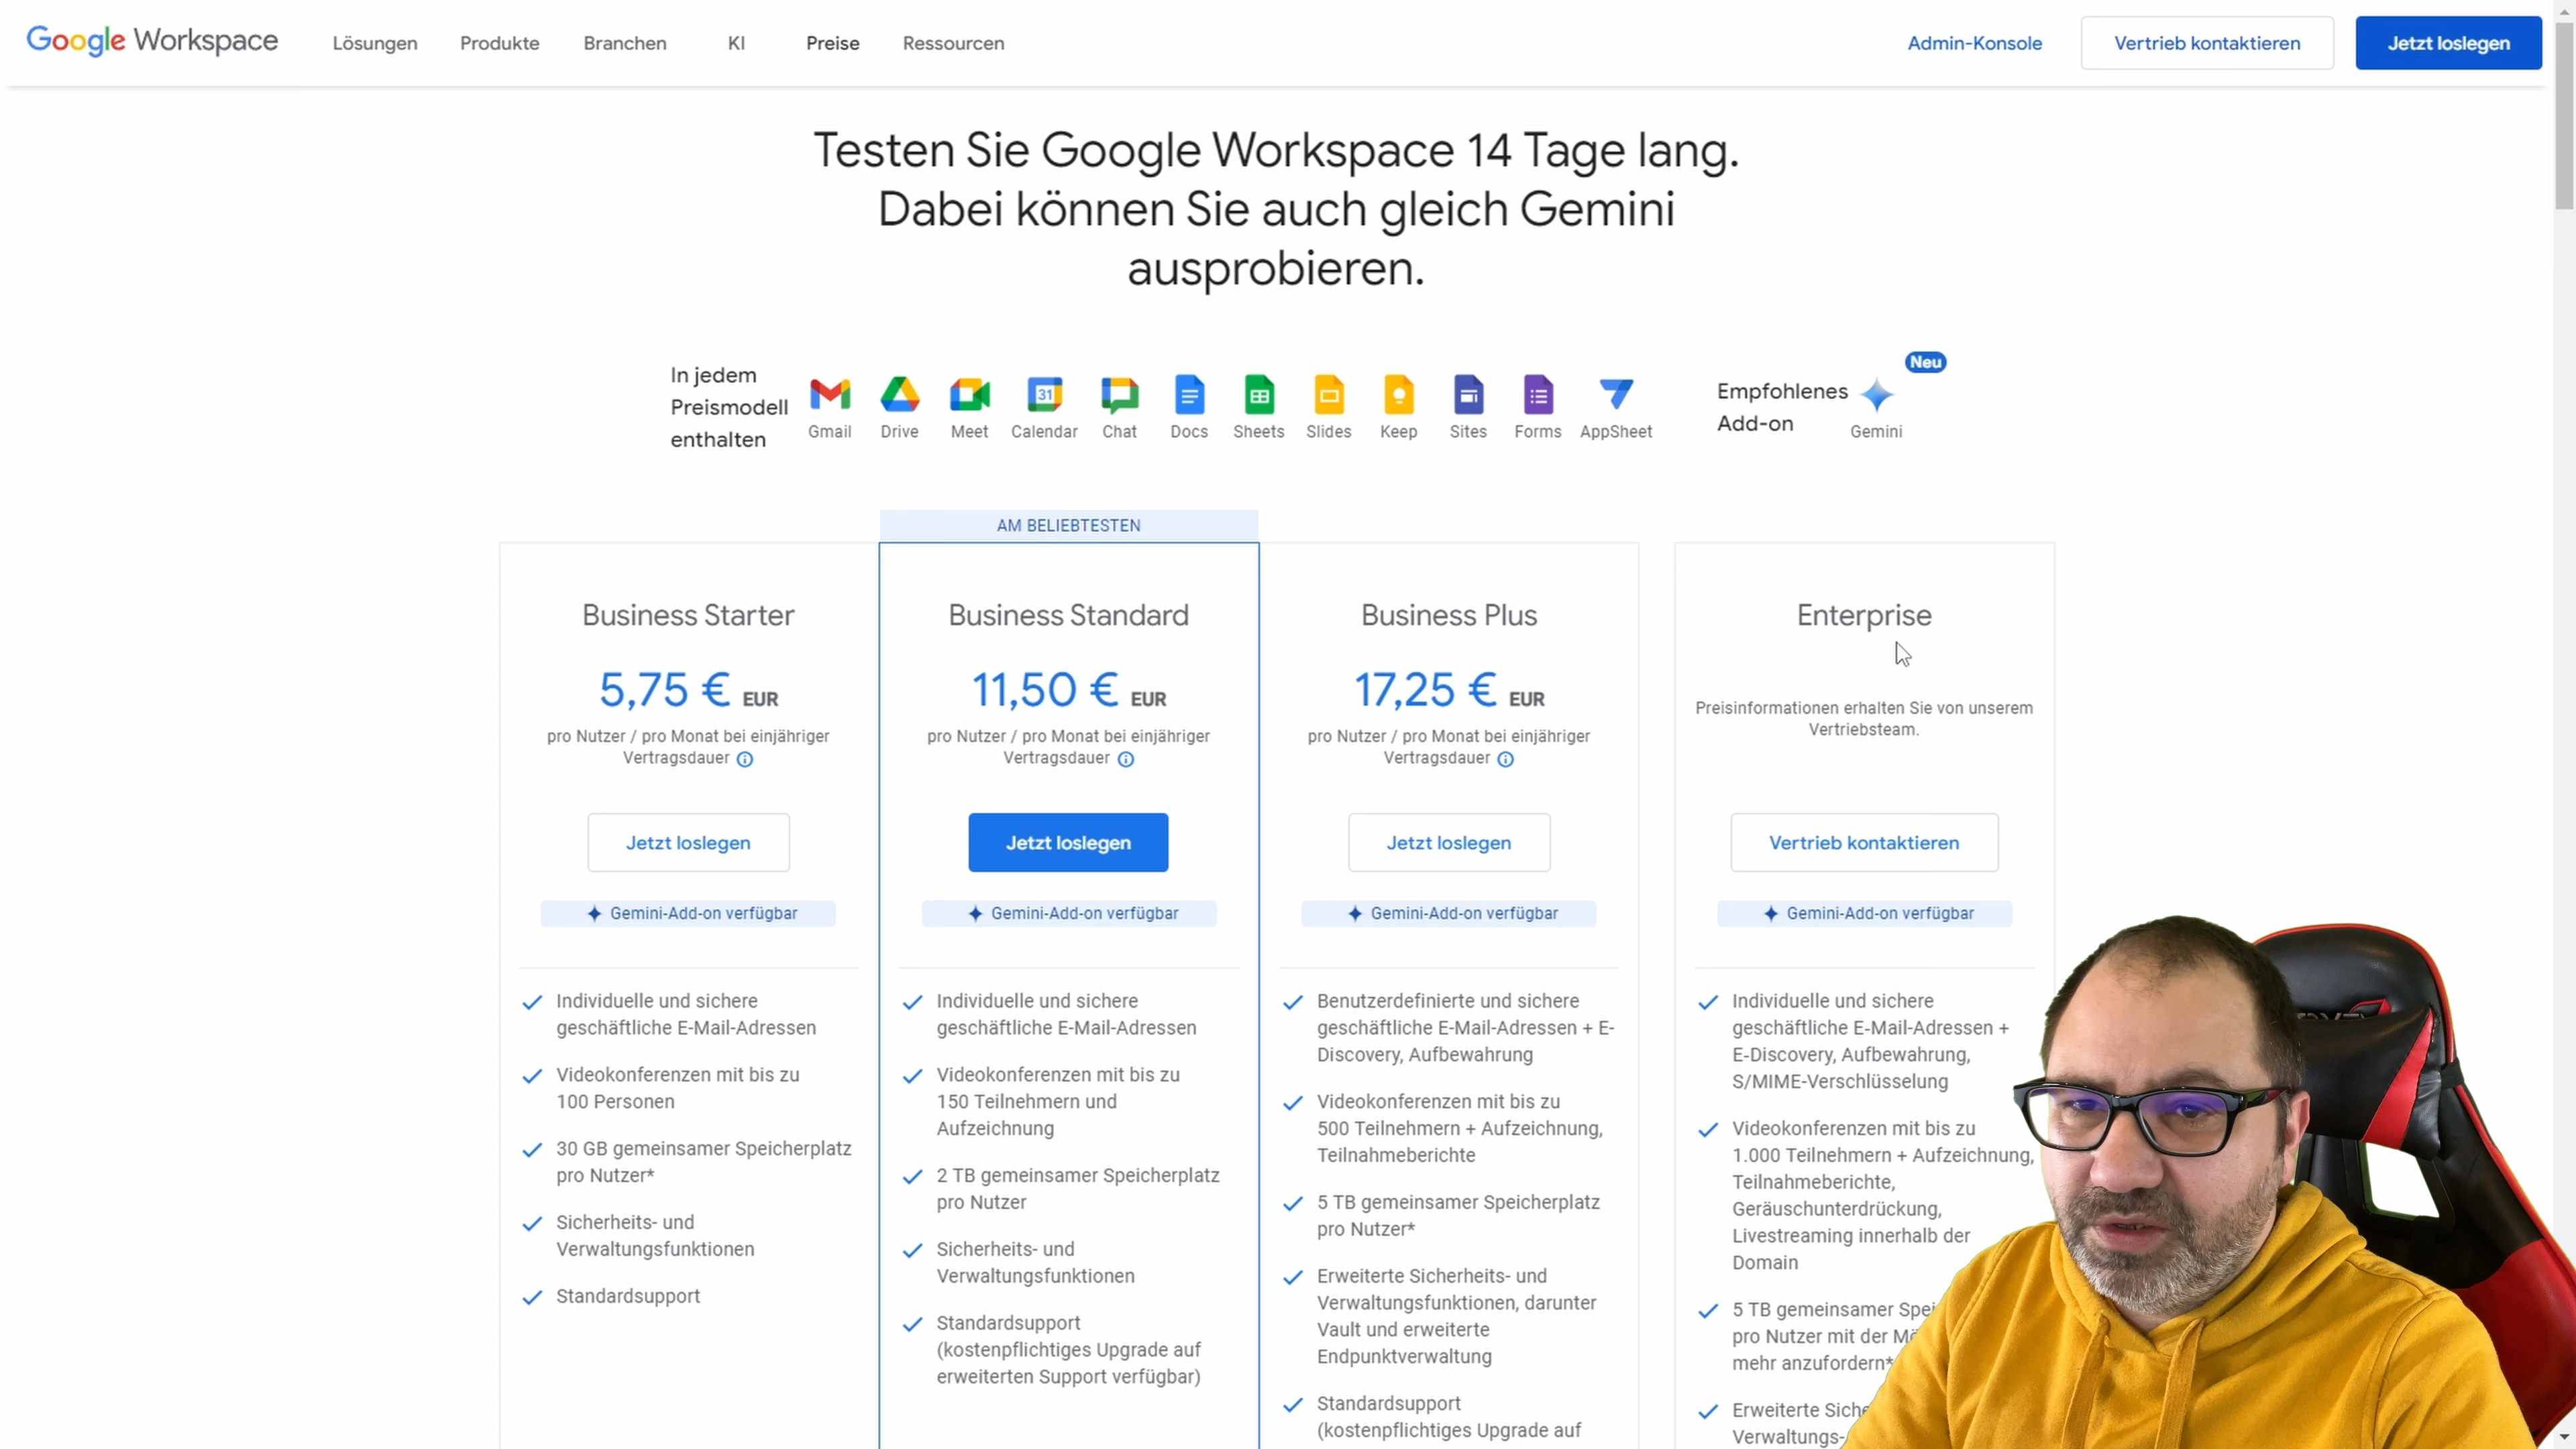 Google Workspace
Lösungen
Produkte
Branchen
KI
Preise
Ressourcen
Admin-Konsole
Vertrieb kontaktieren
Jetzt loslegen
Testen Sie Google Workspace 14 Tage lang.
Dabei können Sie auch gleich Gemini
ausprobieren.
In jedem
Preismodell
enthalten
Gmail
Drive
31
Meet
Calendar
Chat
Docs
Sheets
Slides
Keep
Sites
Forms
AppSheet
Empfohlenes
Add-on
Neu
Gemini
AM BELIEBTESTEN
Business Starter
5,75 € EUR
pro Nutzer / pro Monat bei einjähriger
Vertragsdauer
Jetzt loslegen
Gemini-Add-on verfügbar
Individuelle und sichere
geschäftliche E-Mail-Adressen
Videokonferenzen mit bis zu
100 Personen
30 GB gemeinsamer Speicherplatz
pro Nutzer*
Sicherheits- und
Verwaltungsfunktionen
Standardsupport
Business Standard
11,50 € EUR
pro Nutzer / pro Monat bei einjähriger
Vertragsdauer
Jetzt loslegen
Gemini-Add-on verfügbar
Individuelle und sichere
geschäftliche E-Mail-Adressen
Videokonferenzen mit bis zu
150 Teilnehmern und
Aufzeichnung
2 TB gemeinsamer Speicherplatz
pro Nutzer
Sicherheits- und
Verwaltungsfunktionen
Standardsupport
(kostenpflichtiges Upgrade auf
erweiterten Support verfügbar)
Business Plus
17,25 € EUR
pro Nutzer / pro Monat bei einjähriger
Vertragsdauer
Jetzt loslegen
Gemini-Add-on verfügbar
Benutzerdefinierte und sichere
geschäftliche E-Mail-Adressen + E-
Discovery, Aufbewahrung
Videokonferenzen mit bis zu
500 Teilnehmern + Aufzeichnung,
Teilnahmeberichte
5 TB gemeinsamer Speicherplatz
pro Nutzer*
Erweiterte Sicherheits- und
Verwaltungsfunktionen, darunter
Vault und erweiterte
Endpunktverwaltung
Standardsupport
(kostenpflichtiges Upgrade auf
Enterprise
Preisinformationen erhalten Sie von unserem
Vertriebsteam.
Vertrieb kontaktieren
Gemini-Add-on verfügbar
Individuelle und sichere
geschäftliche E-Mail-Adressen +
E-Discovery, Aufbewahrung,
S/MIME-Verschlüsselung
Videokonferenzen mit bis zu
1.000 Teilnehmern + Aufzeichnung,
Teilnahmeberichte,
Geräuschunterdrückung,
Livestreaming innerhalb der
Domain
5 TB gemeinsamer
pro Nutzer mit der
mehr anzufordern*
Erweiterte
Verwaltungs-